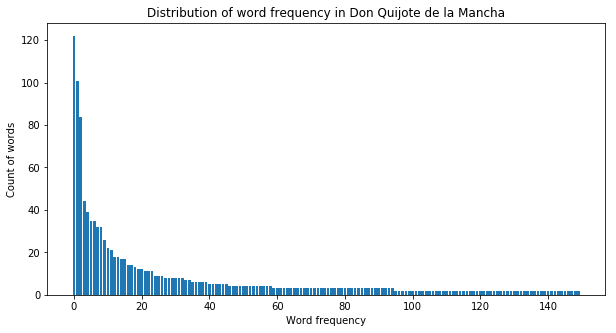 Distribution of word frequency in Don Quijote de la Mancha
Count of words
120
100
80
60
40
20
0
0 20 40 60 80 100 120 140
Word frequency